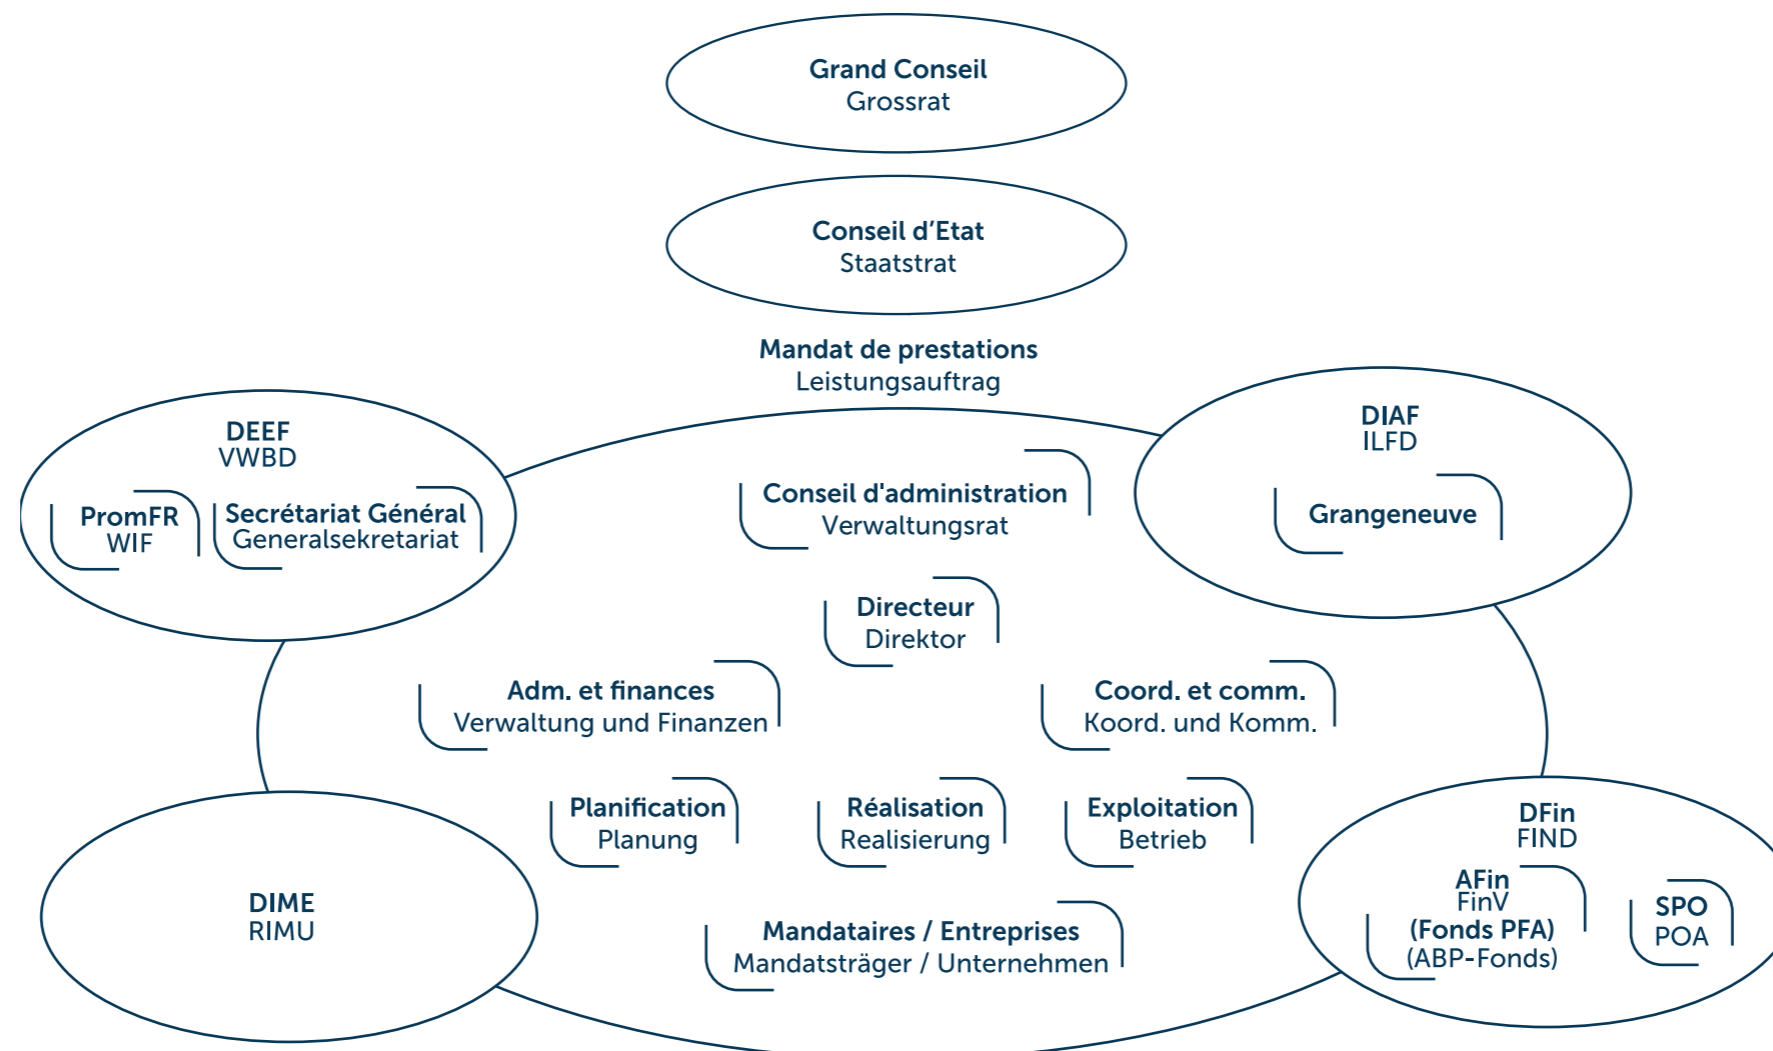 Grand Conseil
Grossrat
Conseil d'Etat
Staatstrat
Mandat de prestations
Leistungsauftrag
DEEF
VWBD
PromFR
WIF
Secrétariat Général
Generalsekretariat
DIAF
ILFD
Grangeneuve
Conseil d'administration
Verwaltungsrat
Directeur
Direktor
Adm. et finances
Verwaltung und Finanzen
Coord. et comm.
Koord. und Komm.
Planification
Planung
Réalisation
Realisierung
Exploitation
Betrieb
Mandataires / Entreprises
Mandatsträger / Unternehmen
DIME
RIMU
DFin
FIND
AFin
FinV
(Fonds PFA)
(ABP-Fonds)
SPO
POA